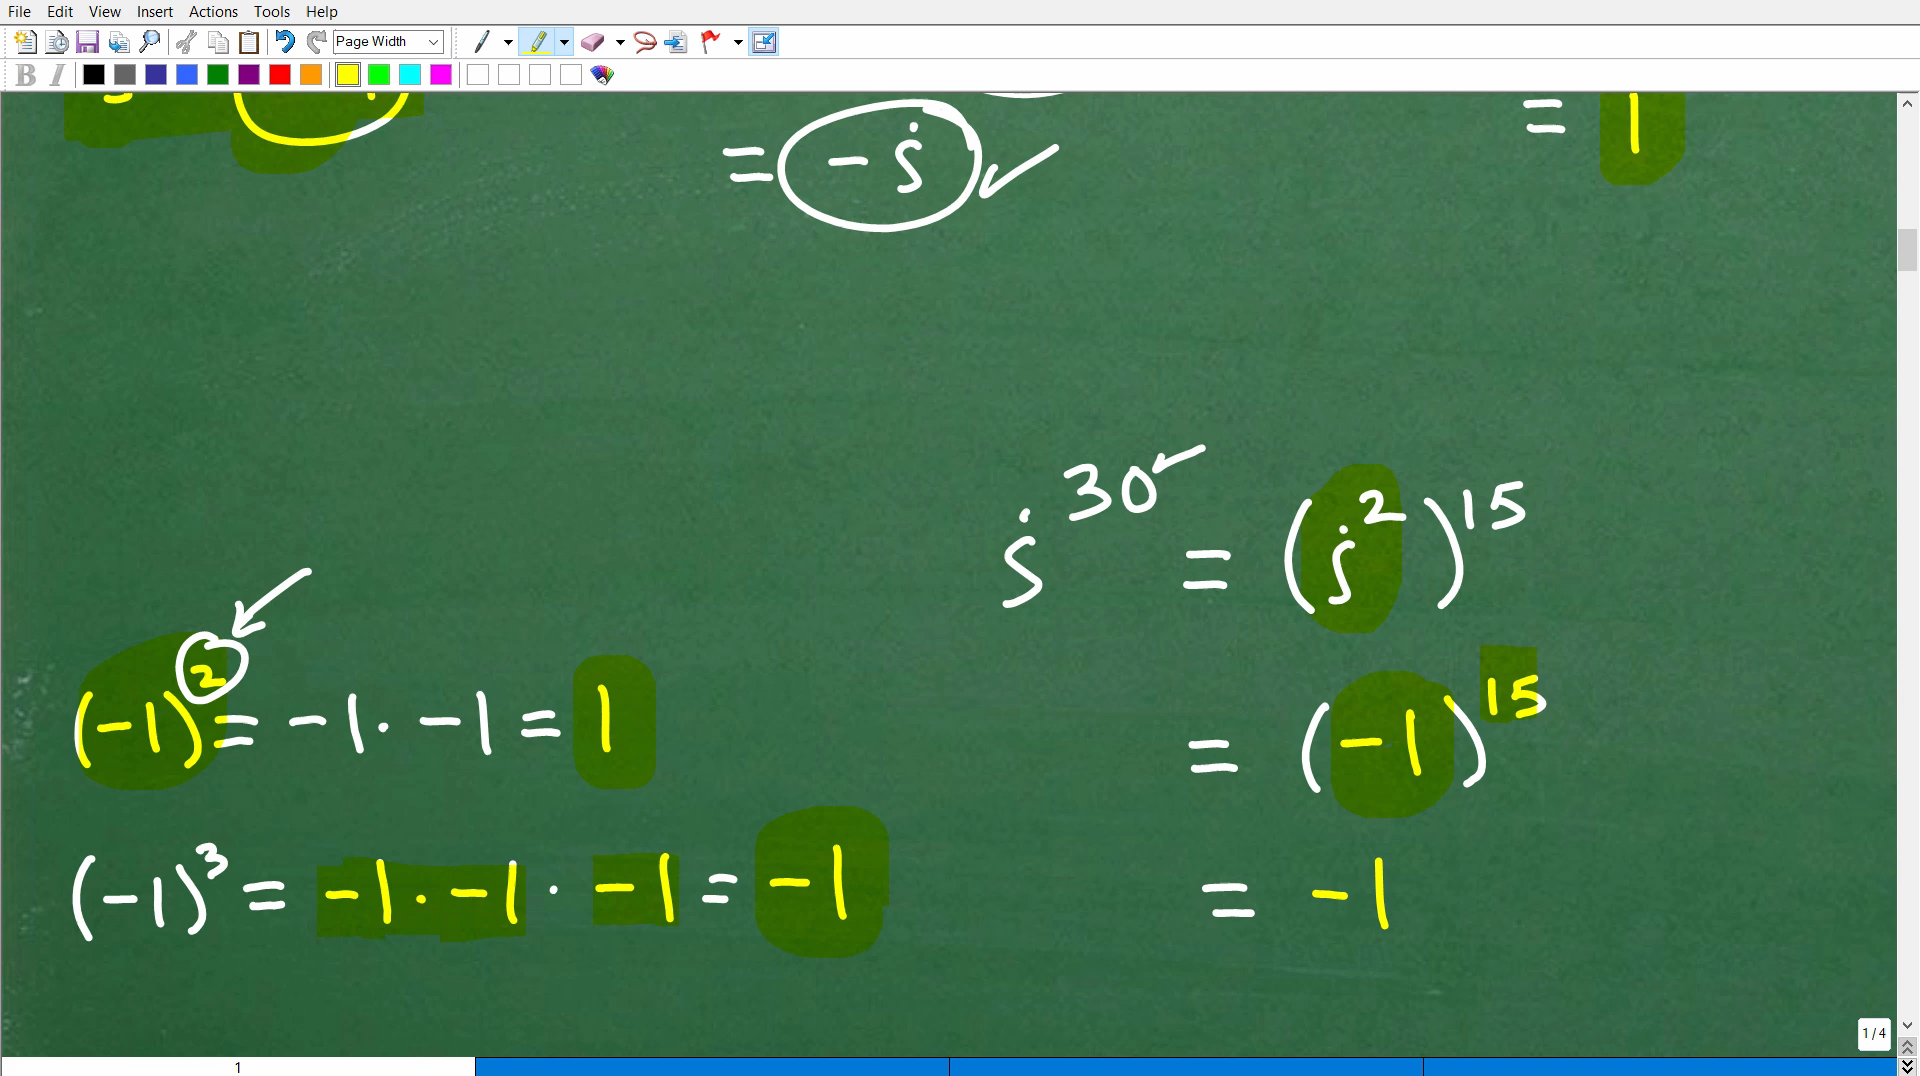 File Edit View Insert Actions Tools Help
Page Width
B I
= - i
= 1
i^30 = (i^2)^15
(-1)^2 = -1 · -1 = 1
= (-1)^15
(-1)^3 = -1 · -1 · -1 = -1
= -1
1 / 4
1